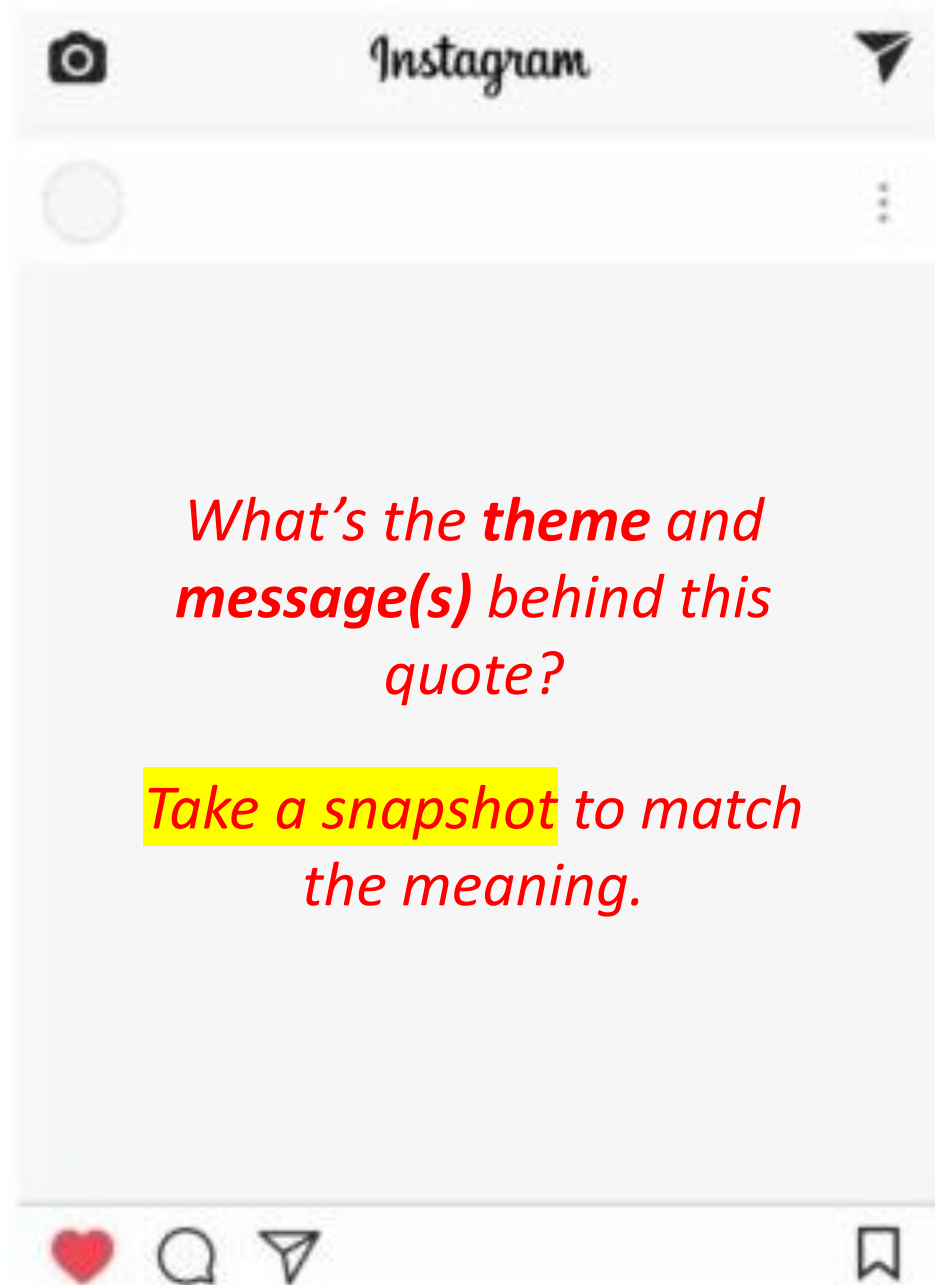 Instagram
What’s the theme and
message(s) behind this
quote?
Take a snapshot to match
the meaning.